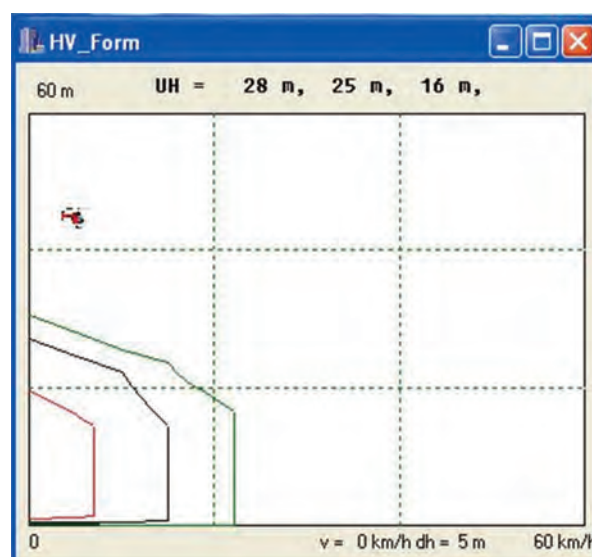 HV_Form
60 m UH = 28 m, 25 m, 16 m,
0 v = 0 km/h dh = 5 m 60 km/h